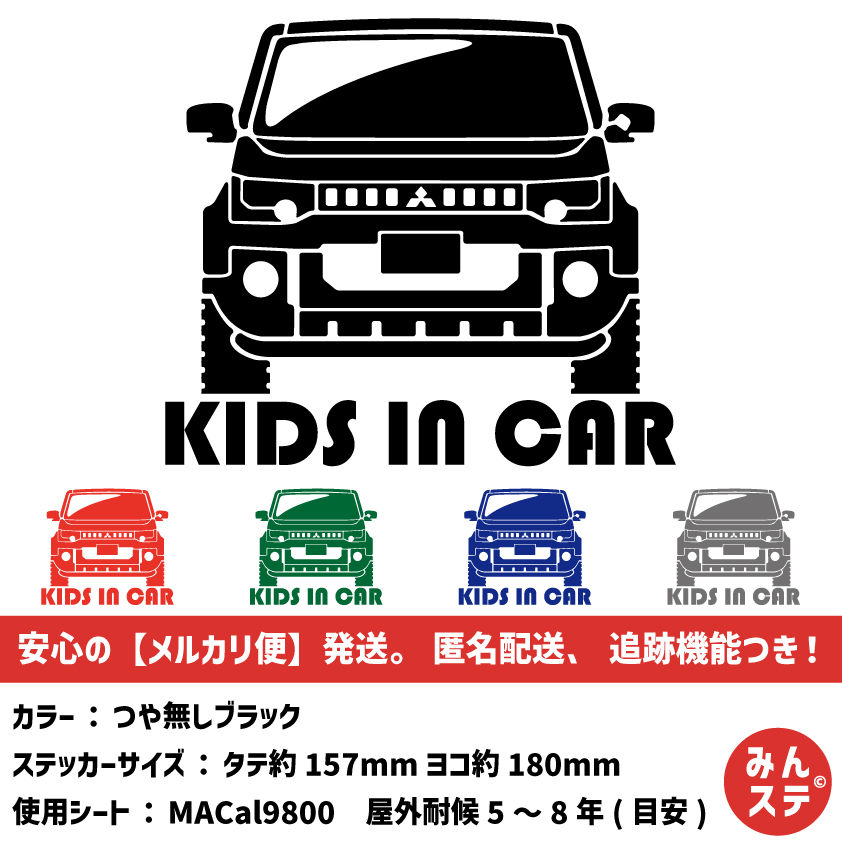 KIDS IN CAR
KIDS IN CAR
KIDS IN CAR
KIDS IN CAR
KIDS IN CAR
安心の【メルカリ便】発送。 匿名配送、 追跡機能つき！
カラー ： つや無しブラック
ステッカーサイズ ： タテ約 157mm ヨコ約 180mm
使用シート ： MACal9800　屋外耐候 5 〜 8 年 ( 目安 )
みん
ステ©